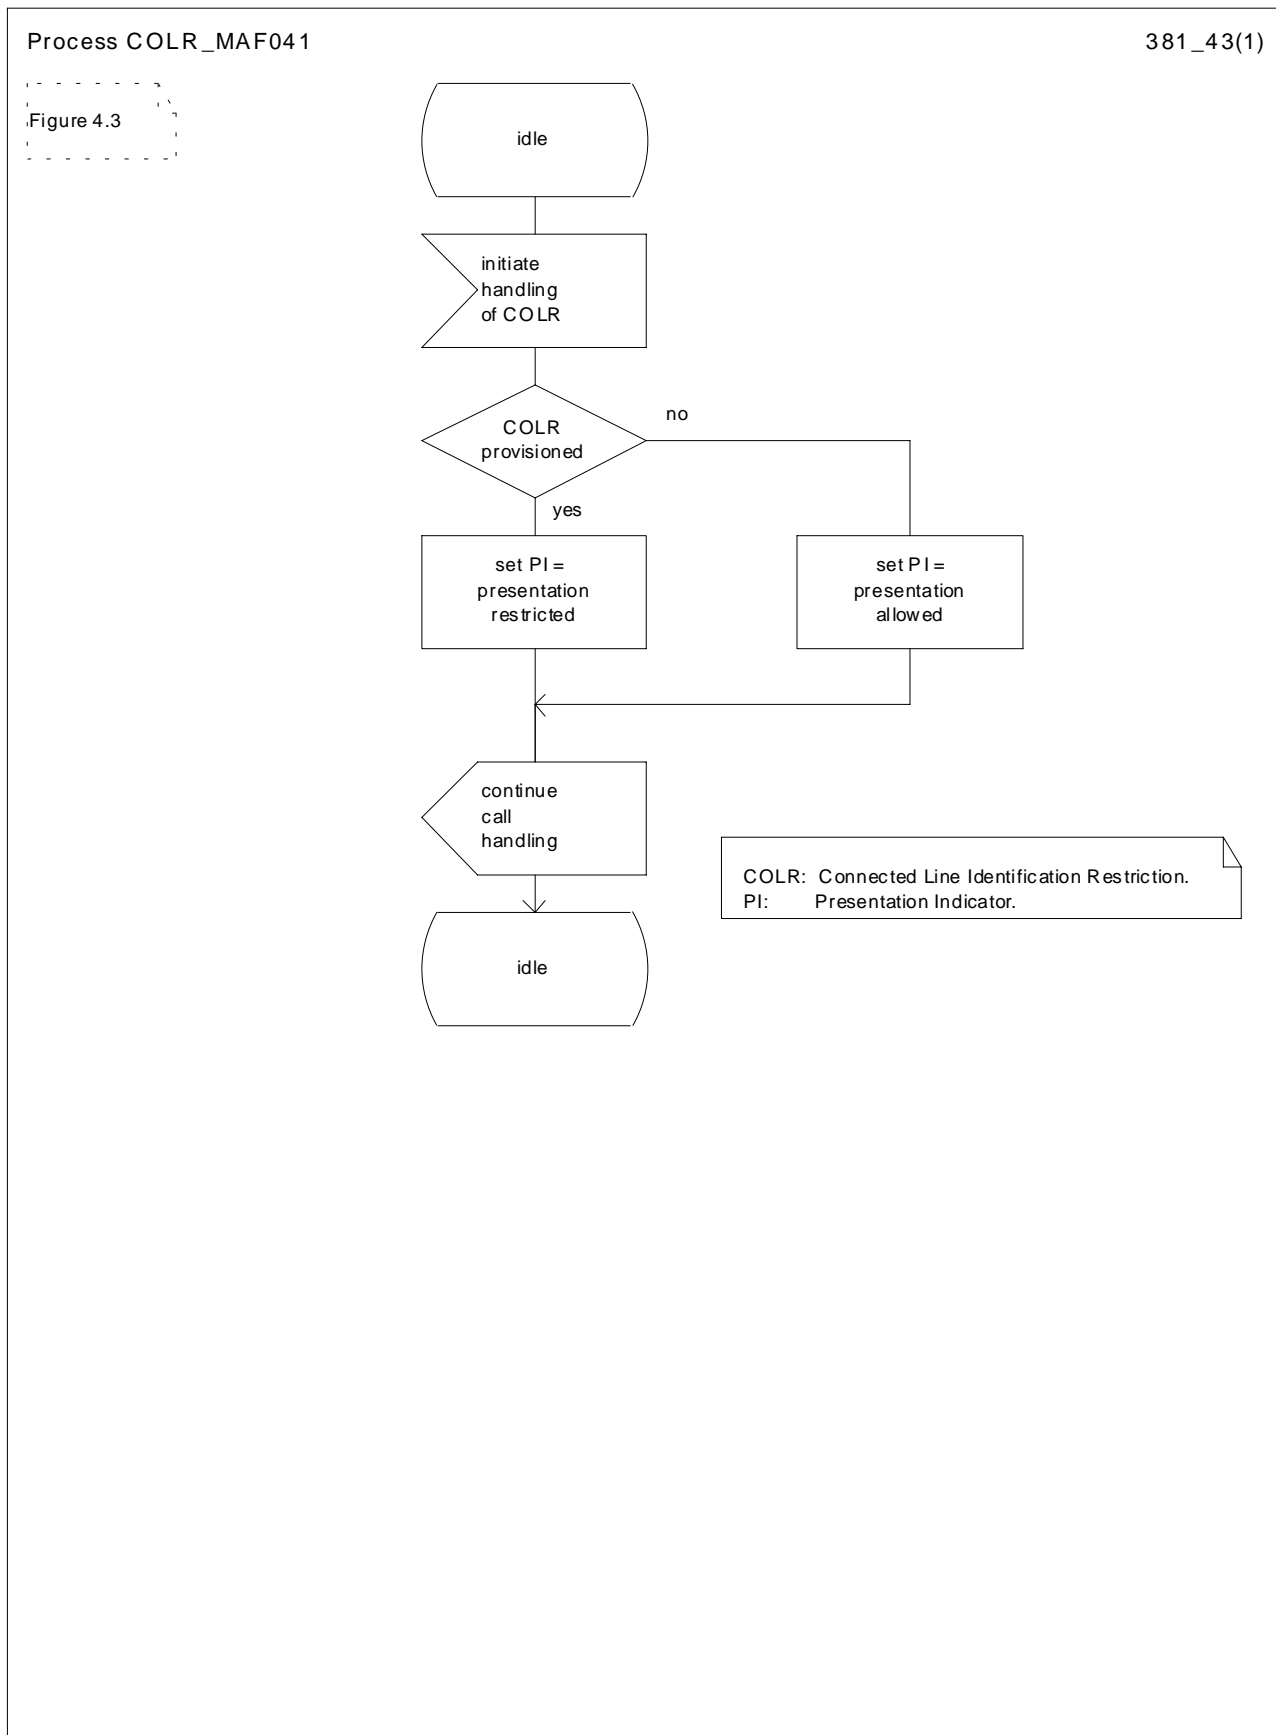 Process COLR_MAF041
381_43(1)
Figure 4.3
idle
initiate
handling
of COLR
COLR
provisioned
no
yes
set PI =
presentation
restricted
set PI =
presentation
allowed
continue
call
handling
COLR: Connected Line Identification Restriction.
PI: Presentation Indicator.
idle